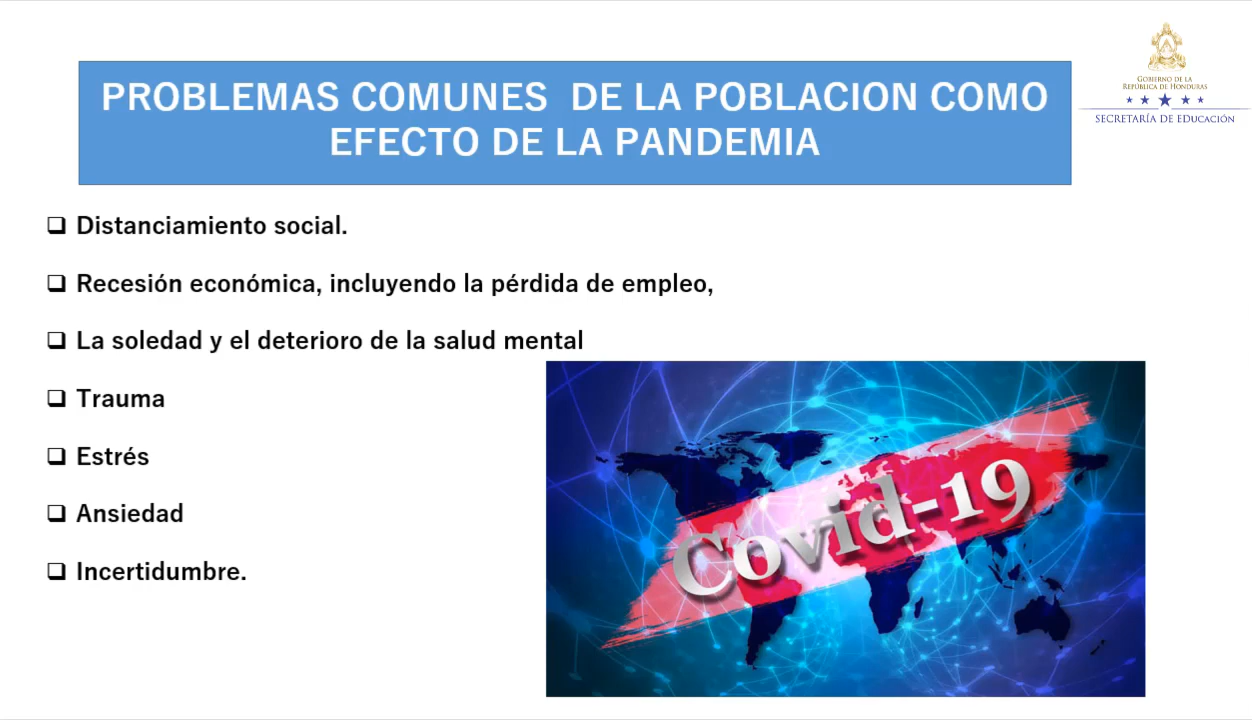 PROBLEMAS COMUNES DE LA POBLACION COMO
EFECTO DE LA PANDEMIA
GOBIERNO DE LA
REPÚBLICA DE HONDURAS
SECRETARÍA DE EDUCACIÓN
Distanciamiento social.
Recesión económica, incluyendo la pérdida de empleo,
La soledad y el deterioro de la salud mental
Trauma
Estrés
Ansiedad
Incertidumbre.
Covid-19